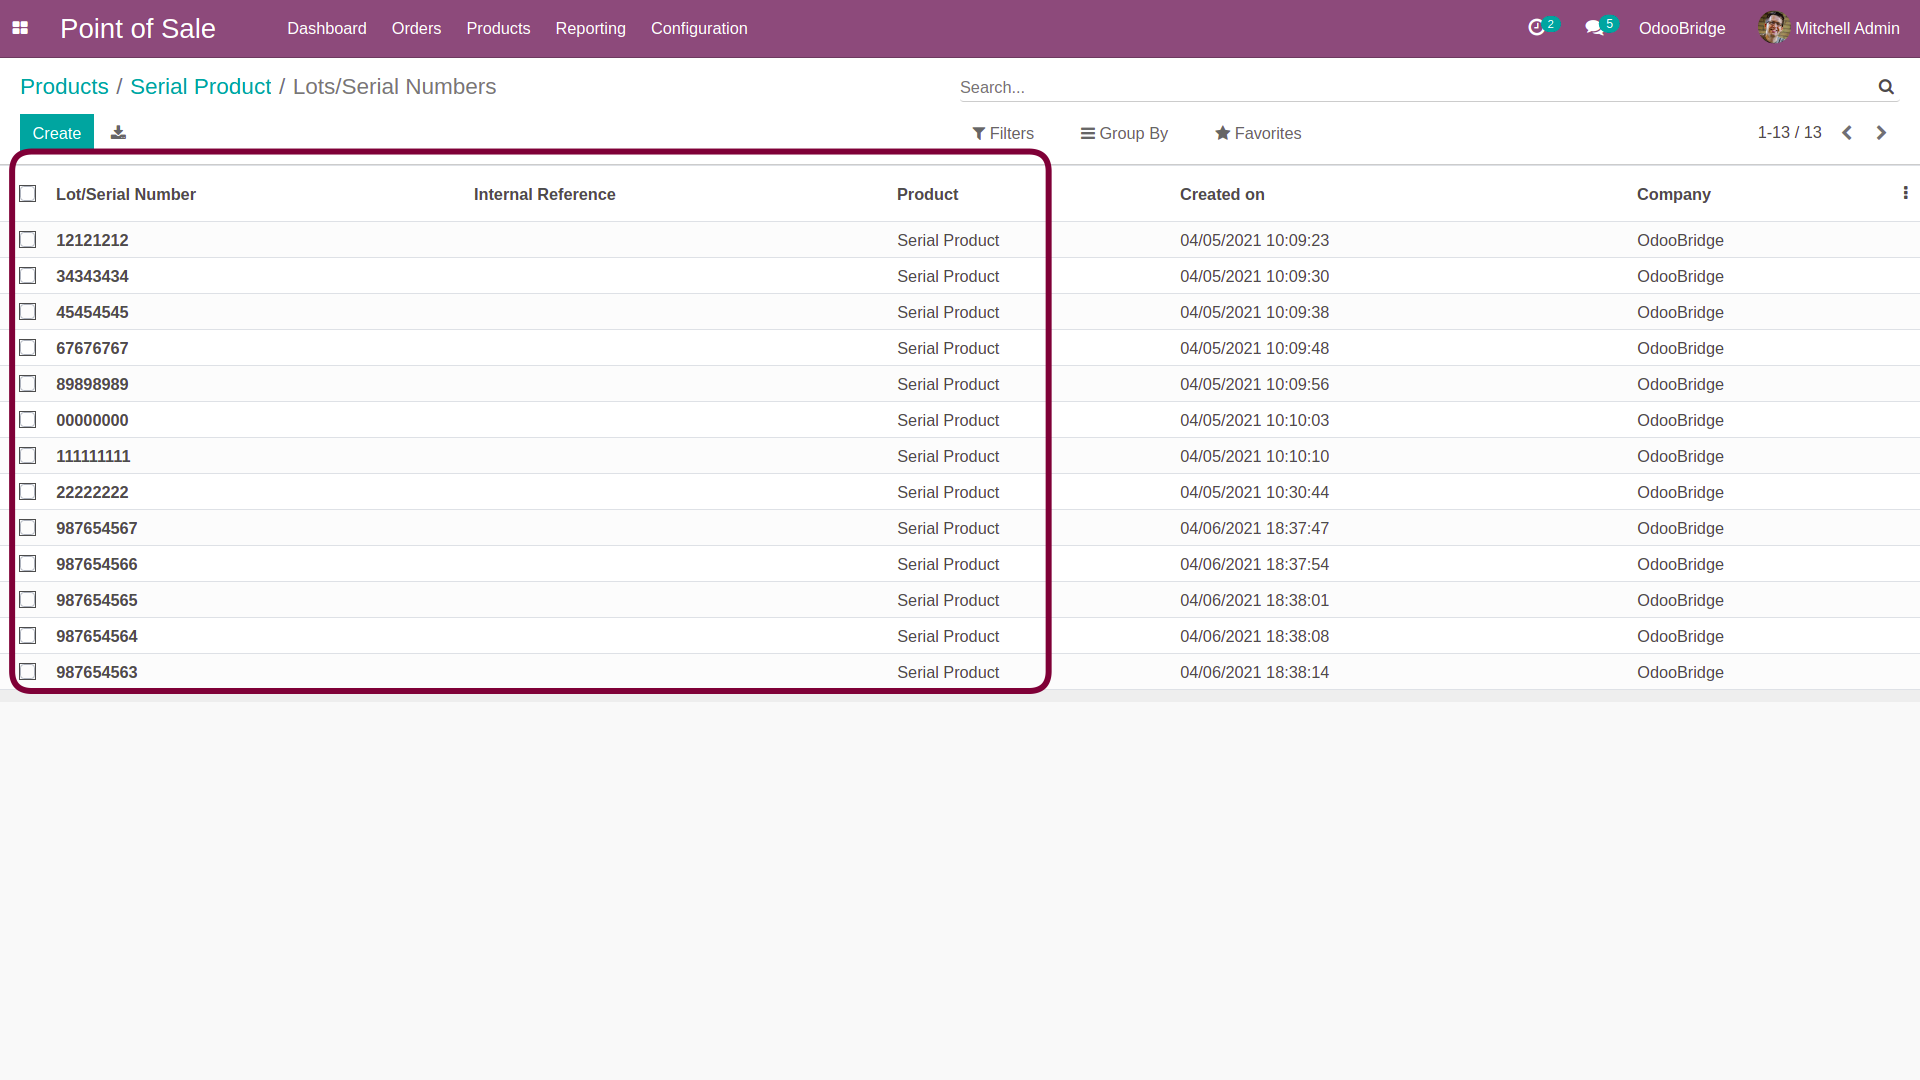 Point of Sale Dashboard Orders Products Reporting Configuration 2 5 OdooBridge Mitchell Admin
Products / Serial Product / Lots/Serial Numbers Search...
Create Filters Group By Favorites 1-13 / 13
Lot/Serial Number Internal Reference Product Created on Company
12121212 Serial Product 04/05/2021 10:09:23 OdooBridge
34343434 Serial Product 04/05/2021 10:09:30 OdooBridge
45454545 Serial Product 04/05/2021 10:09:38 OdooBridge
67676767 Serial Product 04/05/2021 10:09:48 OdooBridge
89898989 Serial Product 04/05/2021 10:09:56 OdooBridge
00000000 Serial Product 04/05/2021 10:10:03 OdooBridge
111111111 Serial Product 04/05/2021 10:10:10 OdooBridge
22222222 Serial Product 04/05/2021 10:30:44 OdooBridge
987654567 Serial Product 04/06/2021 18:37:47 OdooBridge
987654566 Serial Product 04/06/2021 18:37:54 OdooBridge
987654565 Serial Product 04/06/2021 18:38:01 OdooBridge
987654564 Serial Product 04/06/2021 18:38:08 OdooBridge
987654563 Serial Product 04/06/2021 18:38:14 OdooBridge